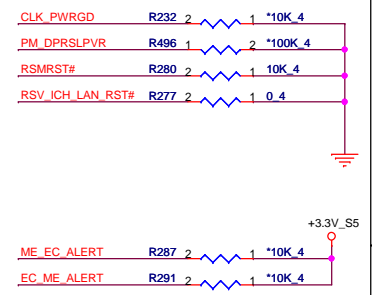 CLK_PWRGD R232 2 1 *10K_4
PM_DPRSLPVR R496 1 2 *100K_4
RSMRST# R280 2 1 10K_4
RSV_ICH_LAN_RST# R277 2 1 0_4
+3.3V_S5
ME_EC_ALERT R287 2 1 *10K_4
EC_ME_ALERT R291 2 1 *10K_4